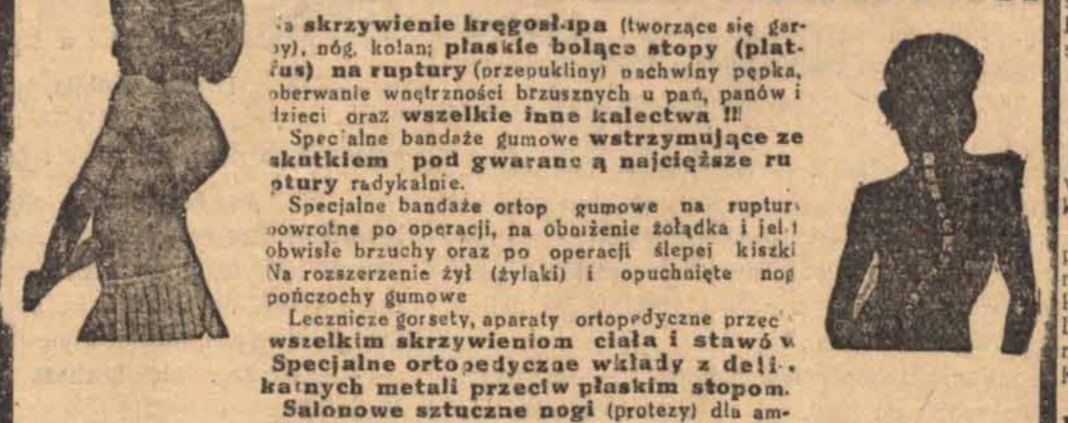 a skrzywienie kręgosłupa (tworzące się gar-
by), nóg, kolan; płaskie bolące stopy (plat-
fus) na ruptury (przepukliny) pachwiny pępka,
oberwanie wnętrzności brzusznych u pań, panów i
dzieci oraz wszelkie inne kalectwa !!!
Specjalne bandaże gumowe wstrzymujące ze
skutkiem pod gwarancją najcięższe ru
ptury radykalnie.
Specjalne bandaże ortop gumowe na ruptury
powrotne po operacji, na obniżenie żołądka i jelit
obwisłe brzuchy oraz po operacji ślepej kiszki
Na rozszerzenie żył (żylaki) i opuchnięte nogi
pończochy gumowe
Lecznicze gorsety, aparaty ortopedyczne przec
wszelkim skrzywieniom ciała i stawów
Specjalne ortopedyczne wkłady z deli-
katnych metali przeciw płaskim stopom.
Salonowe sztuczne nogi (protezy) dla am-